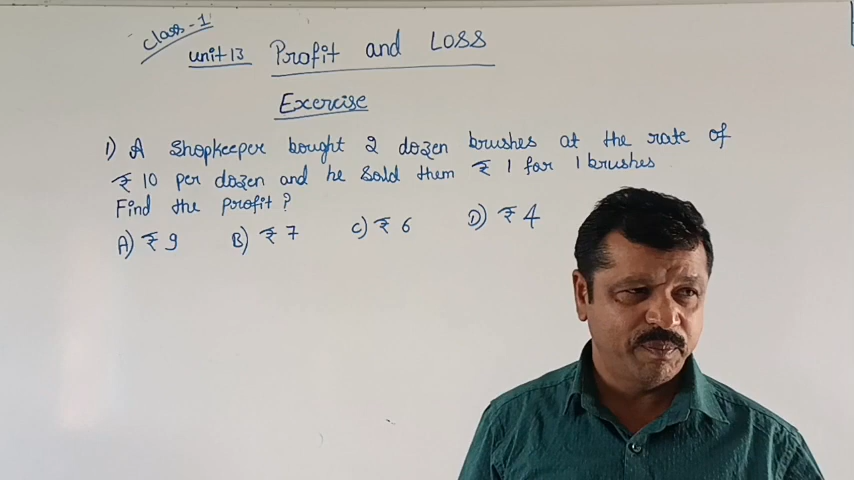 class-1
unit 13 Profit and Loss
Exercise
1) A Shopkeeper bought 2 dozen brushes at the rate of
₹ 10 per dozen and he sold them ₹ 1 for 1 brushes
Find the profit?
A) ₹ 9 B) ₹ 7 C) ₹ 6 D) ₹ 4